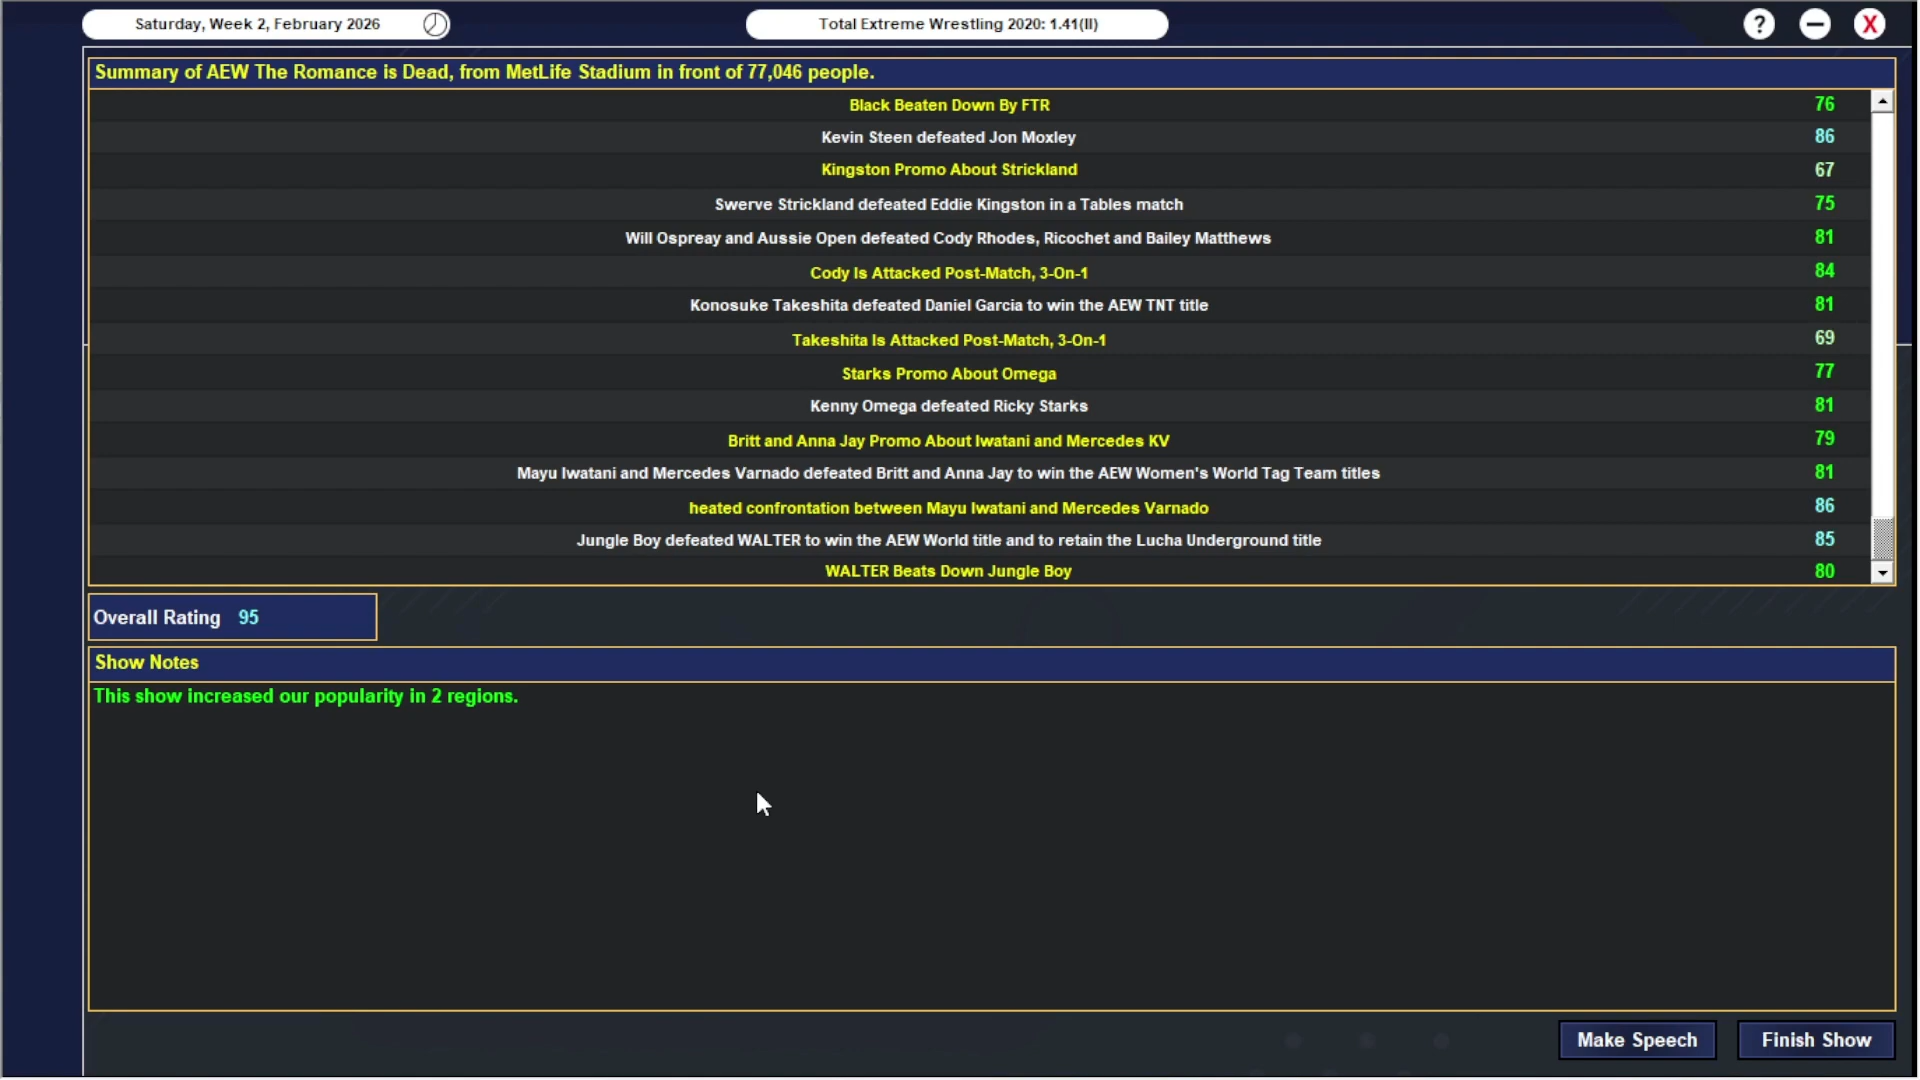 Saturday, Week 2, February 2026
Total Extreme Wrestling 2020: 1.41(II)
? X
Summary of AEW The Romance is Dead, from MetLife Stadium in front of 77,046 people.
Black Beaten Down By FTR 76
Kevin Steen defeated Jon Moxley 86
Kingston Promo About Strickland 67
Swerve Strickland defeated Eddie Kingston in a Tables match 75
Will Ospreay and Aussie Open defeated Cody Rhodes, Ricochet and Bailey Matthews 81
Cody Is Attacked Post-Match, 3-On-1 84
Konosuke Takeshita defeated Daniel Garcia to win the AEW TNT title 81
Takeshita Is Attacked Post-Match, 3-On-1 69
Starks Promo About Omega 77
Kenny Omega defeated Ricky Starks 81
Britt and Anna Jay Promo About Iwatani and Mercedes KV 79
Mayu Iwatani and Mercedes Varnado defeated Britt and Anna Jay to win the AEW Women's World Tag Team titles 81
heated confrontation between Mayu Iwatani and Mercedes Varnado 86
Jungle Boy defeated WALTER to win the AEW World title and to retain the Lucha Underground title 85
WALTER Beats Down Jungle Boy 80
Overall Rating 95
Show Notes
This show increased our popularity in 2 regions.
Make Speech
Finish Show